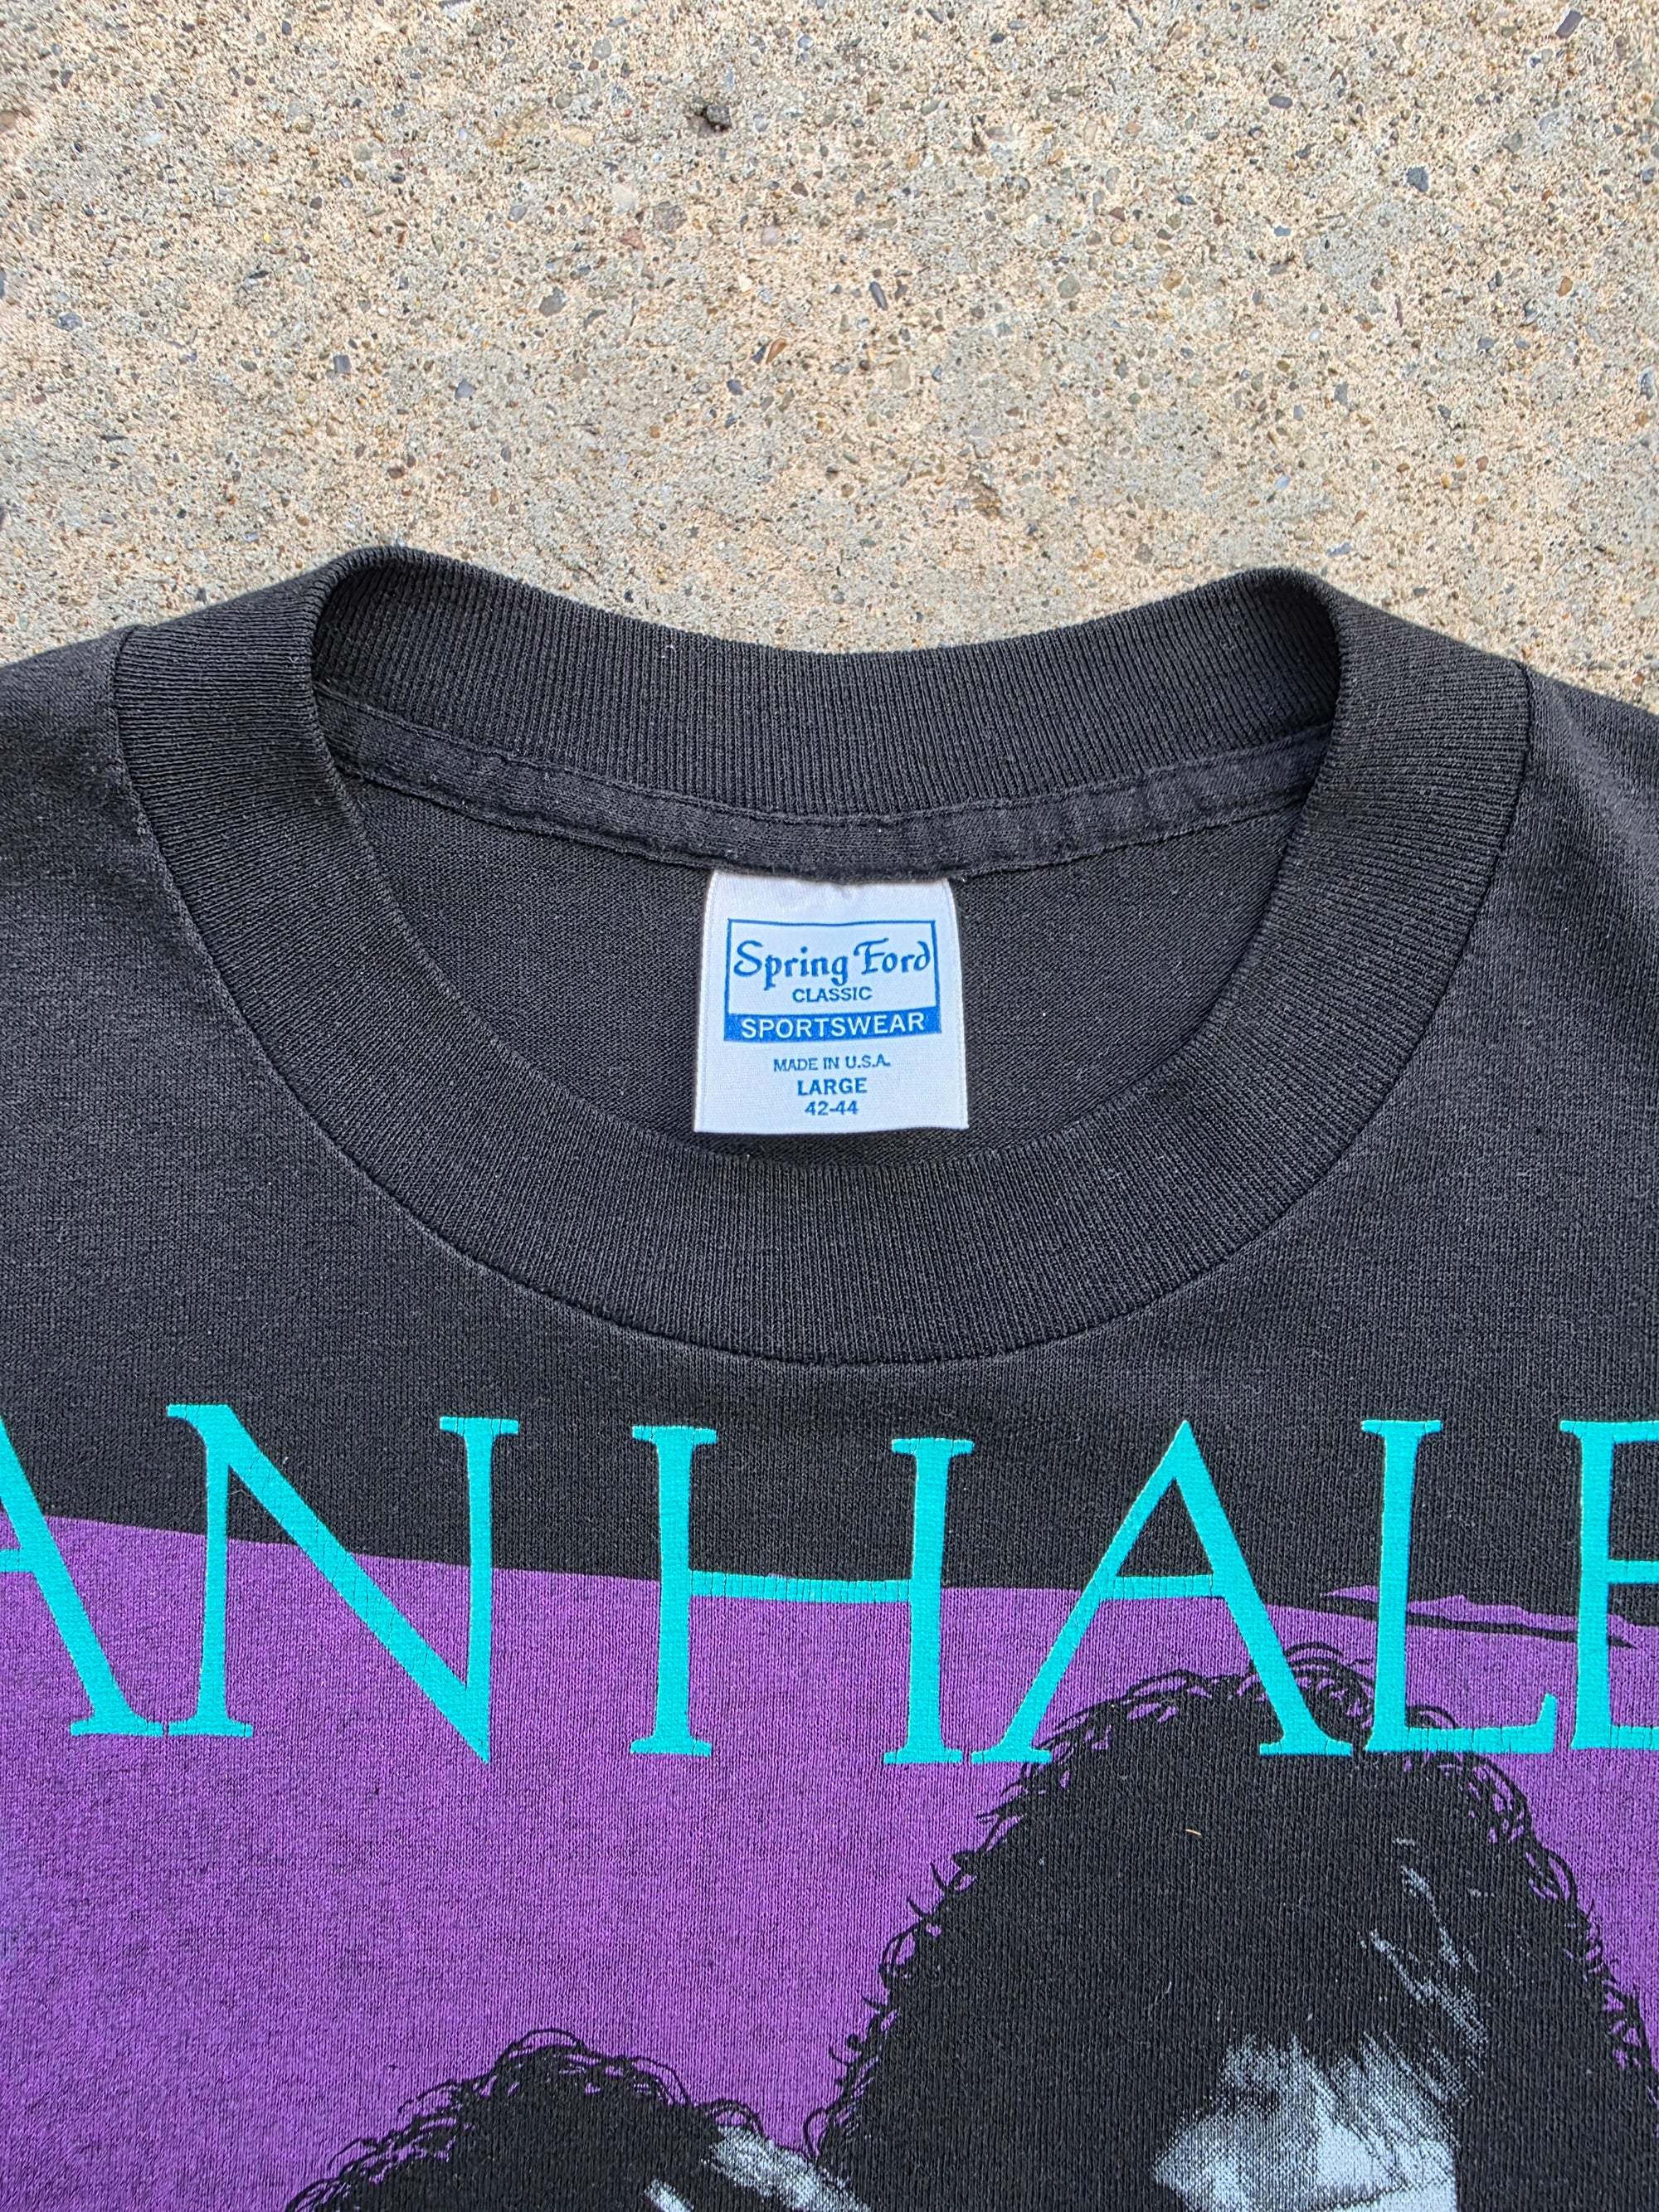 Spring Ford
CLASSIC
SPORTSWEAR
MADE IN U.S.A.
LARGE
42-44
AN HALE